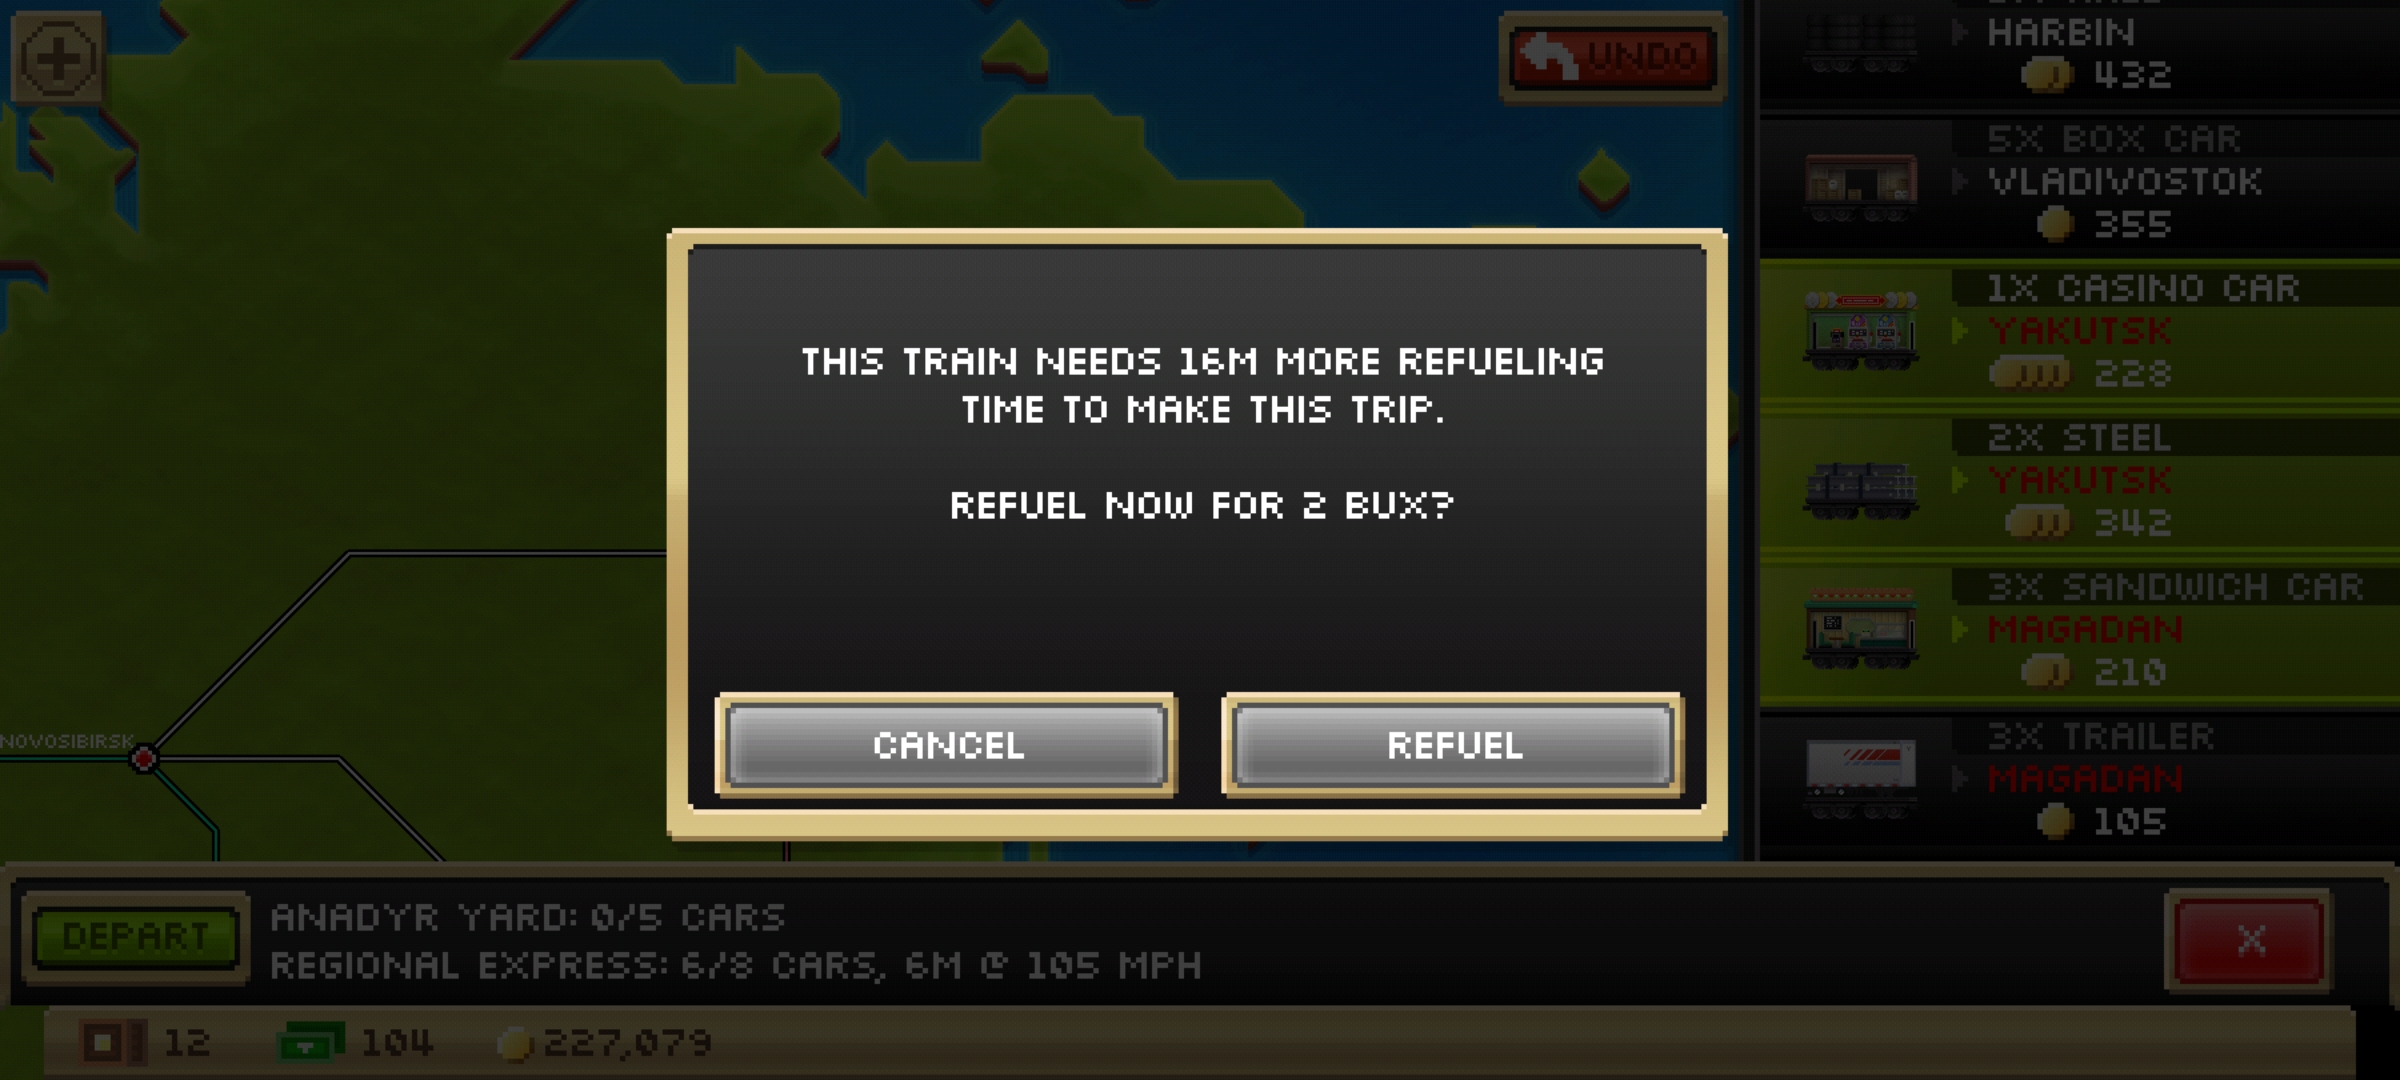 UNDO
HARBIN
432
5X BOX CAR
VLADIVOSTOK
355
1X CASINO CAR
YAKUTSK
228
2X STEEL
YAKUTSK
342
3X SANDWICH CAR
MAGADAN
210
3X TRAILER
MAGADAN
105
THIS TRAIN NEEDS 16M MORE REFUELING
TIME TO MAKE THIS TRIP.
REFUEL NOW FOR 2 BUX?
CANCEL
REFUEL
NOVOSIBIRSK
DEPART
ANADYR YARD: 0/5 CARS
REGIONAL EXPRESS: 6/8 CARS, 6M @ 105 MPH
X
12
104
227,079